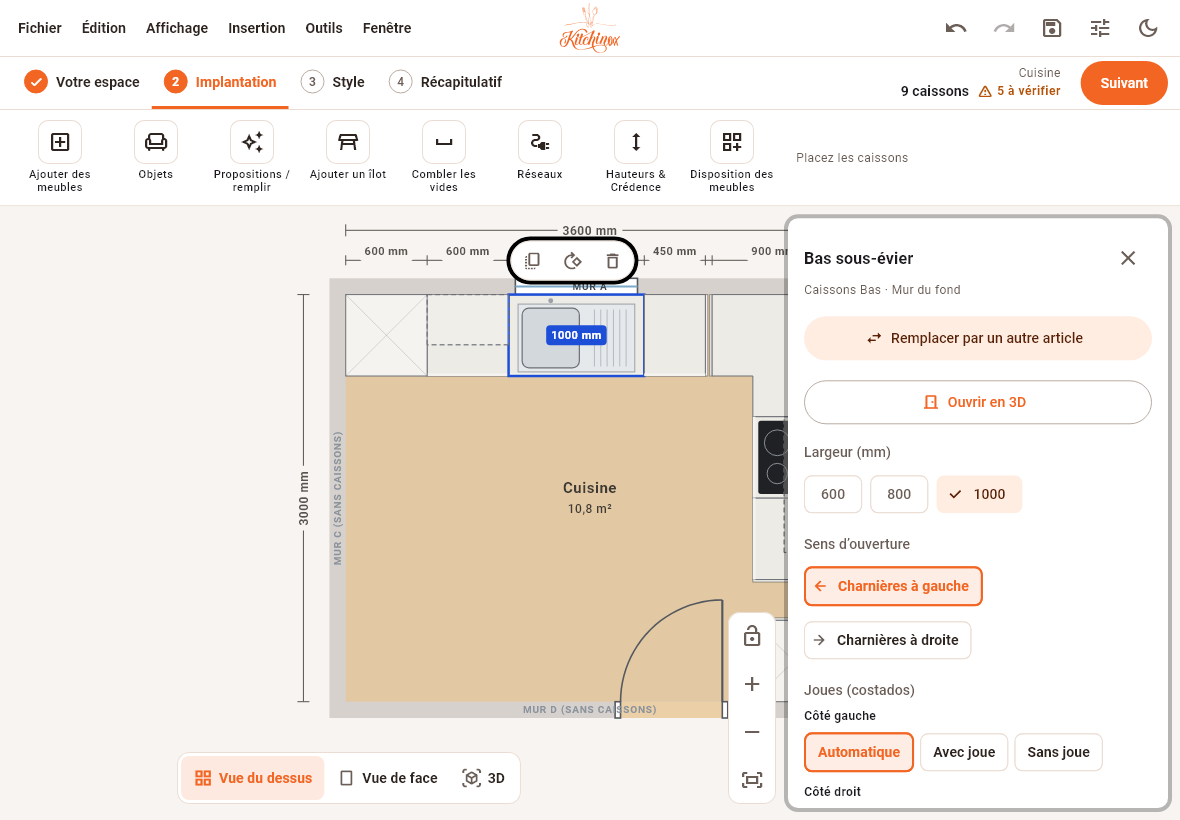 Fichier Édition Affichage Insertion Outils Fenêtre
Kitchinox
Votre espace
2 Implantation
3 Style
4 Récapitulatif
Cuisine
9 caissons 5 à vérifier
Suivant
Ajouter des
meubles
Objets
Propositions /
remplir
Ajouter un îlot
Combler les
vides
Réseaux
Hauteurs &
Crédence
Disposition des
meubles
Placez les caissons
3600 mm
600 mm 600 mm 450 mm 900 mm
MUR A
1000 mm
3000 mm
MUR C (SANS CAISSONS)
Cuisine
10,8 m²
MUR D (SANS CAISSONS)
Vue du dessus
Vue de face
3D
Bas sous-évier
Caissons Bas · Mur du fond
Remplacer par un autre article
Ouvrir en 3D
Largeur (mm)
600 800 1000
Sens d’ouverture
Charnières à gauche
Charnières à droite
Joues (costados)
Côté gauche
Automatique Avec joue Sans joue
Côté droit